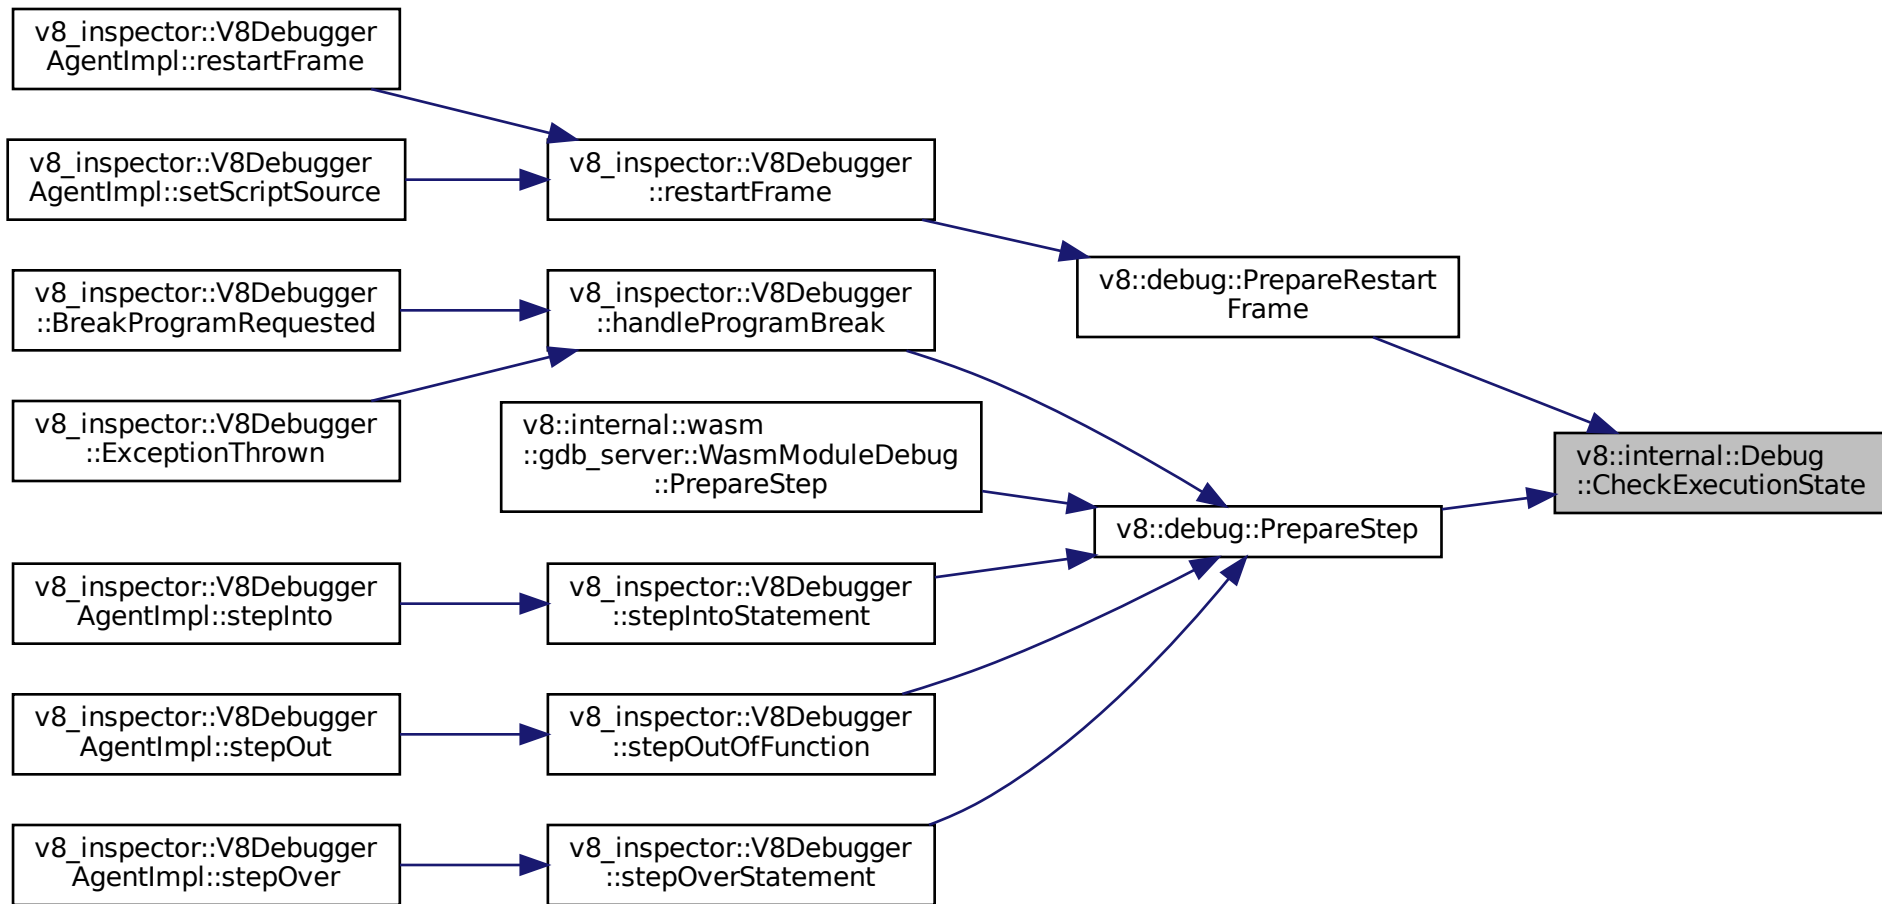 v8_inspector::V8Debugger
AgentImpl::restartFrame
v8_inspector::V8Debugger
AgentImpl::setScriptSource
v8_inspector::V8Debugger
::restartFrame
v8_inspector::V8Debugger
::BreakProgramRequested
v8_inspector::V8Debugger
::handleProgramBreak
v8::debug::PrepareRestart
Frame
v8_inspector::V8Debugger
::ExceptionThrown
v8::internal::wasm
::gdb_server::WasmModuleDebug
::PrepareStep
v8::internal::Debug
::CheckExecutionState
v8::debug::PrepareStep
v8_inspector::V8Debugger
AgentImpl::stepInto
v8_inspector::V8Debugger
::stepIntoStatement
v8_inspector::V8Debugger
AgentImpl::stepOut
v8_inspector::V8Debugger
::stepOutOfFunction
v8_inspector::V8Debugger
AgentImpl::stepOver
v8_inspector::V8Debugger
::stepOverStatement